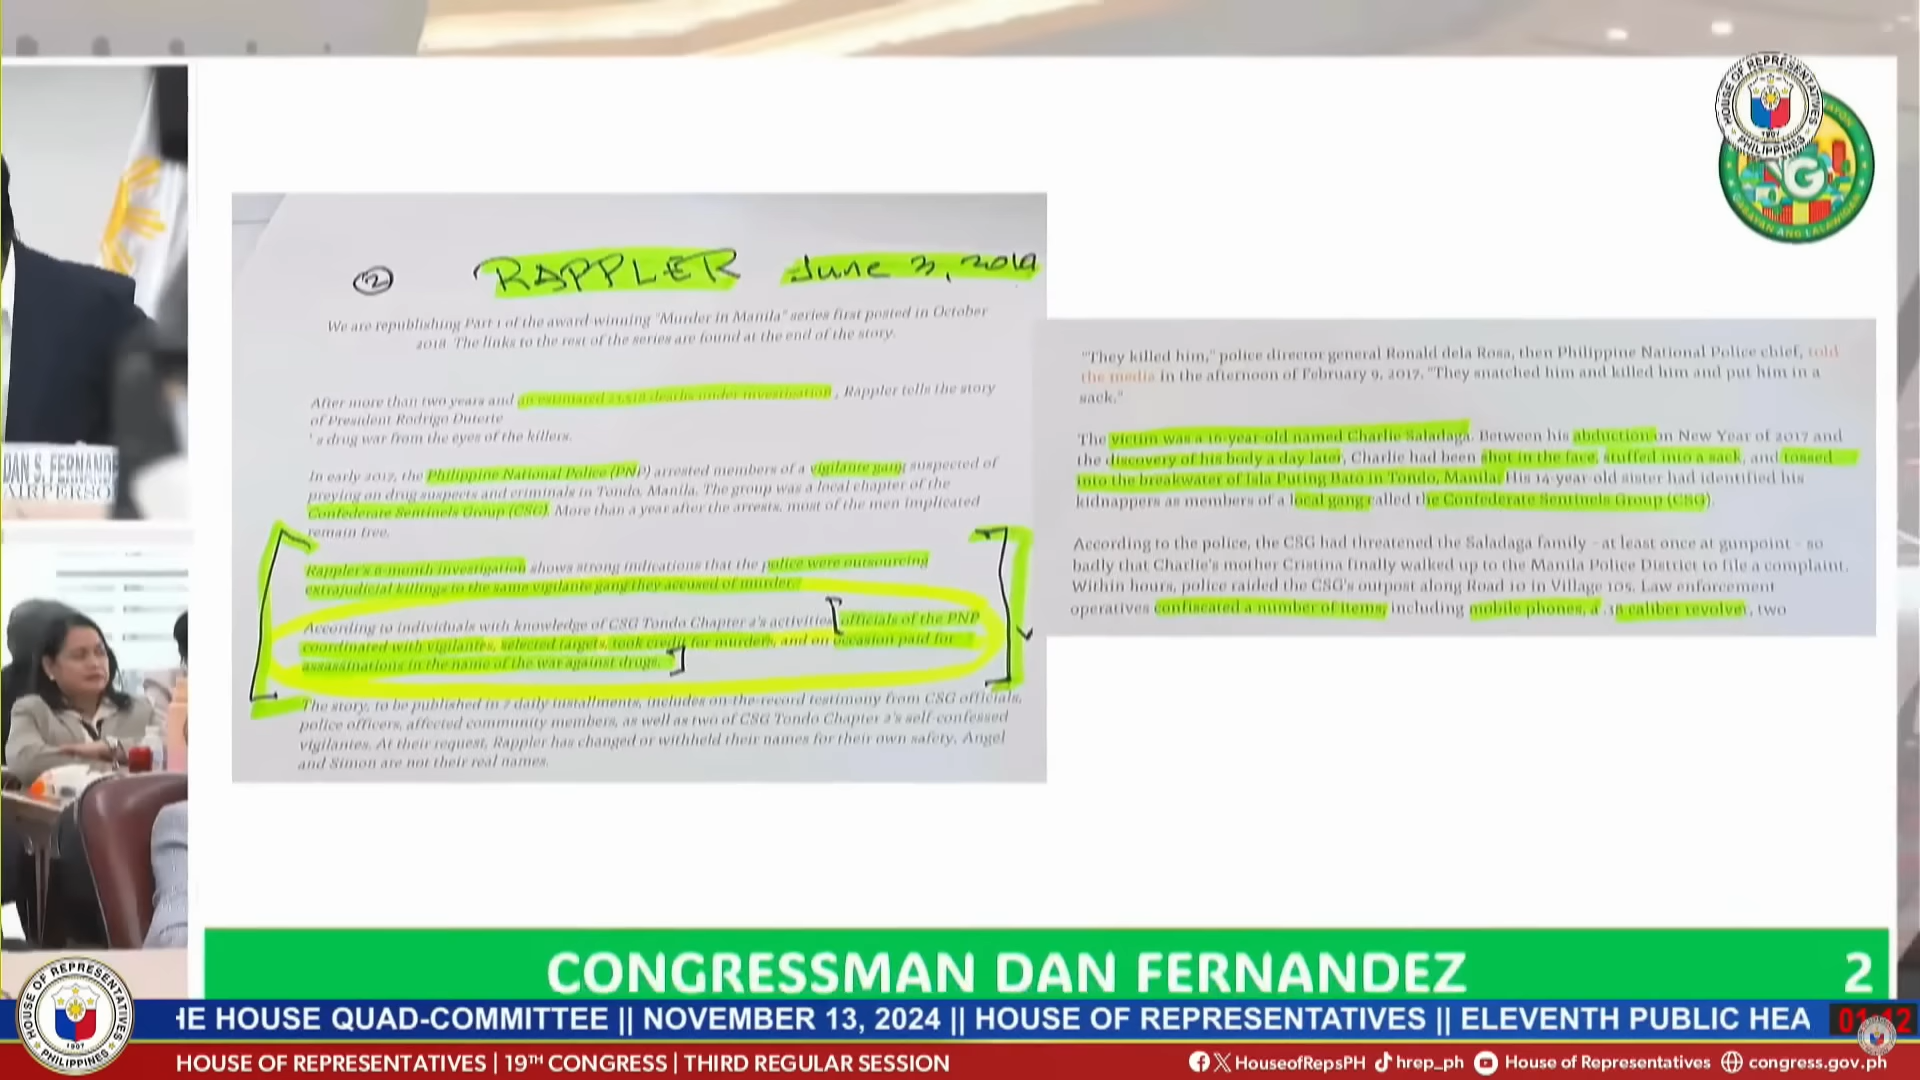 HOUSE OF REPRESENTATIVES
PHILIPPINES
1907
G
2 RAPPLER June 3, 2019
We are republishing Part 1 of the award-winning "Murder in Manila" series first posted in October
2018. The links to the rest of the series are found at the end of the story.
After more than two years and an estimated deaths under investigation, Rappler tells the story
of President Rodrigo Duterte
's drug war from the eyes of the killers.
In early 2017, the Philippine National Police (PNP) arrested members of a vigilante gang suspected of
preying on drug suspects and criminals in Tondo, Manila. The group was a local chapter of the
Confederate Sentinels Group (CSG). More than a year after the arrests, most of the men implicated
remain free.
Rappler's 6-month investigation shows strong indications that the police were outsourcing
extrajudicial killings to the same vigilante gang they accused of murder.
According to individuals with knowledge of CSG Tondo Chapter 2's activities officials of the PNP
coordinated with vigilantes, selected targets, took credit for murders, and on occasion paid for
assassinations in the name of the war against drugs.
The story, to be published in 7 daily installments, includes on-the-record testimony from CSG officials,
police officers, affected community members, as well as two of CSG Tondo Chapter 2's self-confessed
vigilantes. At their request, Rappler has changed or withheld their names for their own safety. Angel
and Simon are not their real names.
"They killed him," police director general Ronald dela Rosa, then Philippine National Police chief, told
the media in the afternoon of February 9, 2017. "They snatched him and killed him and put him in a
sack."
The victim was a 16-year-old named Charlie Saladaga. Between his abduction on New Year of 2017 and
the discovery of his body a day later, Charlie had been shot in the face, stuffed into a sack, and tossed
into the breakwater of Isla Puting Bato in Tondo, Manila. His 14-year-old sister had identified his
kidnappers as members of a local gang called the Confederate Sentinels Group (CSG).
According to the police, the CSG had threatened the Saladaga family – at least once at gunpoint – so
badly that Charlie's mother Cristina finally walked up to the Manila Police District to file a complaint.
Within hours, police raided the CSG's outpost along Road 10 in Village 105. Law enforcement
operatives confiscated a number of items, including mobile phones, a .38 caliber revolver, two
DAN S. FERNAND
AIRPERSO
CONGRESSMAN DAN FERNANDEZ 2
HE HOUSE QUAD-COMMITTEE || NOVEMBER 13, 2024 || HOUSE OF REPRESENTATIVES || ELEVENTH PUBLIC HEA
HOUSE OF REPRESENTATIVES | 19TH CONGRESS | THIRD REGULAR SESSION HouseofRepsPH hrep_ph House of Representatives congress.gov.ph
HOUSE OF REPRESENTATIVES
PHILIPPINES
1907